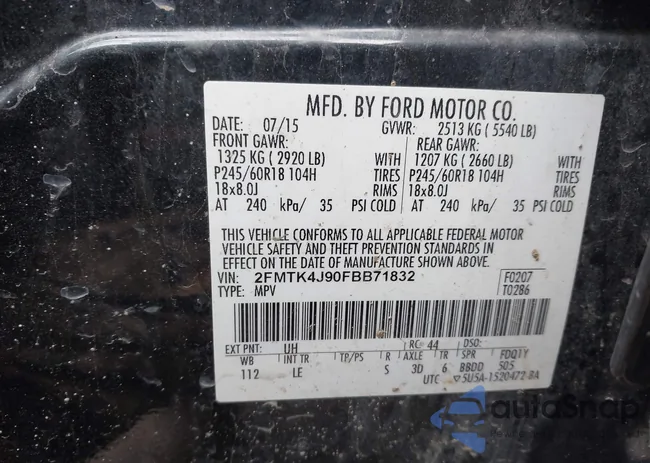 MFD. BY FORD MOTOR CO.
DATE: 07/15 GVWR: 2513 KG ( 5540 LB)
FRONT GAWR: REAR GAWR:
1325 KG ( 2920 LB) WITH 1207 KG ( 2660 LB) WITH
P245/60R18 104H TIRES P245/60R18 104H TIRES
18x8.0J RIMS 18x8.0J RIMS
AT 240 kPa/ 35 PSI COLD AT 240 kPa/ 35 PSI COLD
THIS VEHICLE CONFORMS TO ALL APPLICABLE FEDERAL MOTOR
VEHICLE SAFETY AND THEFT PREVENTION STANDARDS IN
EFFECT ON THE DATE OF MANUFACTURE SHOWN ABOVE.
VIN: 2FMTK4J90FBB71832 F0207
TYPE: MPV T0286
EXT PNT: UH RC: 44 DSO:
WB INT TR TP/PS R AXLE TR SPR FDQ1Y
112 LE S 3D 6 BBDD 505
UTC ▽5U5A-1520472-BA
autoSnap